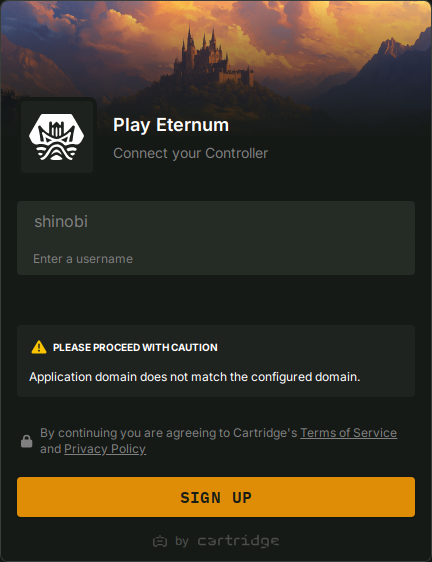 Play Eternum
Connect your Controller
shinobi
Enter a username
PLEASE PROCEED WITH CAUTION
Application domain does not match the configured domain.
By continuing you are agreeing to Cartridge's Terms of Service
and Privacy Policy
SIGN UP
by cartridge